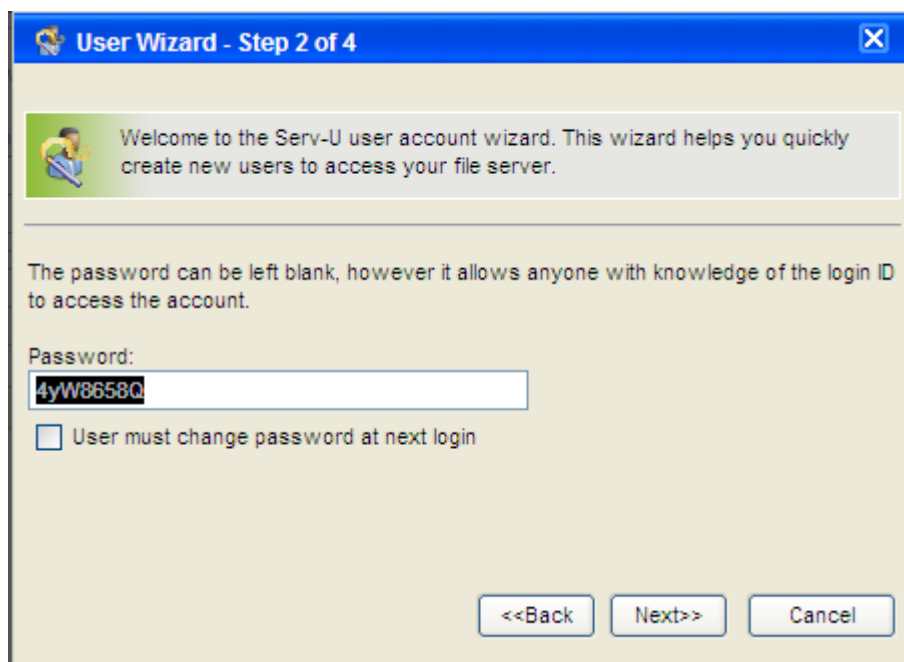 User Wizard - Step 2 of 4
Welcome to the Serv-U user account wizard. This wizard helps you quickly
create new users to access your file server.
The password can be left blank, however it allows anyone with knowledge of the login ID
to access the account.
Password:
4yW8658Q
User must change password at next login
<<Back Next>> Cancel